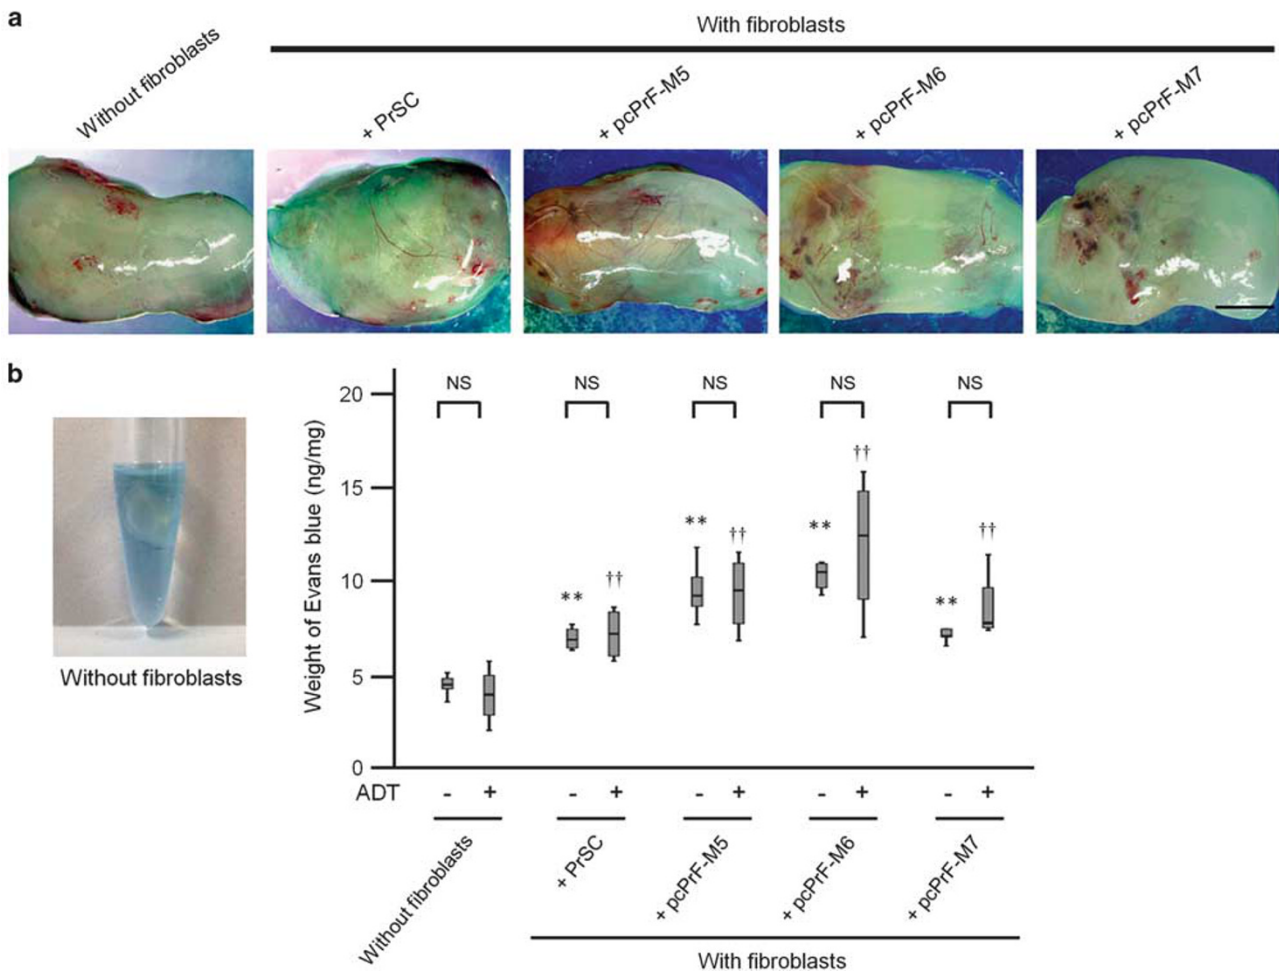 a
With fibroblasts
Without fibroblasts
+ PrSC
+ pcPrF-M5
+ pcPrF-M6
+ pcPrF-M7
b
Without fibroblasts
Weight of Evans blue (ng/mg)
20
15
10
5
0
NS
NS
NS
NS
NS
**
††
**
††
**
††
**
††
ADT - + - + - + - + - +
Without fibroblasts
+ PrSC
+ pcPrF-M5
+ pcPrF-M6
+ pcPrF-M7
With fibroblasts